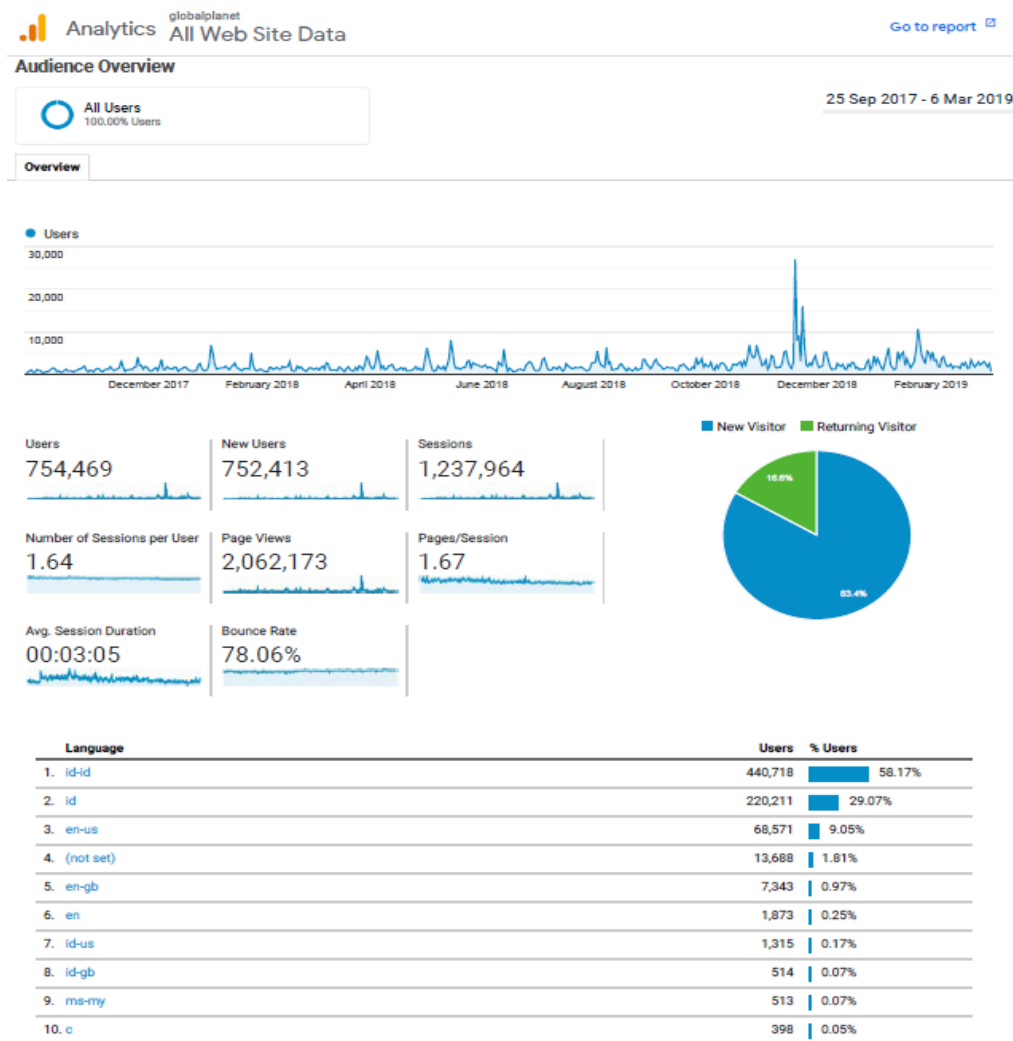 globalplanet
Analytics All Web Site Data
Go to report
Audience Overview
All Users
100.00% Users
25 Sep 2017 - 6 Mar 2019
Overview
Users
30,000
20,000
10,000
December 2017 February 2018 April 2018 June 2018 August 2018 October 2018 December 2018 February 2019
New Visitor Returning Visitor
Users New Users Sessions
754,469 752,413 1,237,964
16.6%
Number of Sessions per User Page Views Pages/Session
1.64 2,062,173 1.67
83.4%
Avg. Session Duration Bounce Rate
00:03:05 78.06%
Language Users % Users
1. id-id 440,718 58.17%
2. id 220,211 29.07%
3. en-us 68,571 9.05%
4. (not set) 13,688 1.81%
5. en-gb 7,343 0.97%
6. en 1,873 0.25%
7. id-us 1,315 0.17%
8. id-gb 514 0.07%
9. ms-my 513 0.07%
10. c 398 0.05%